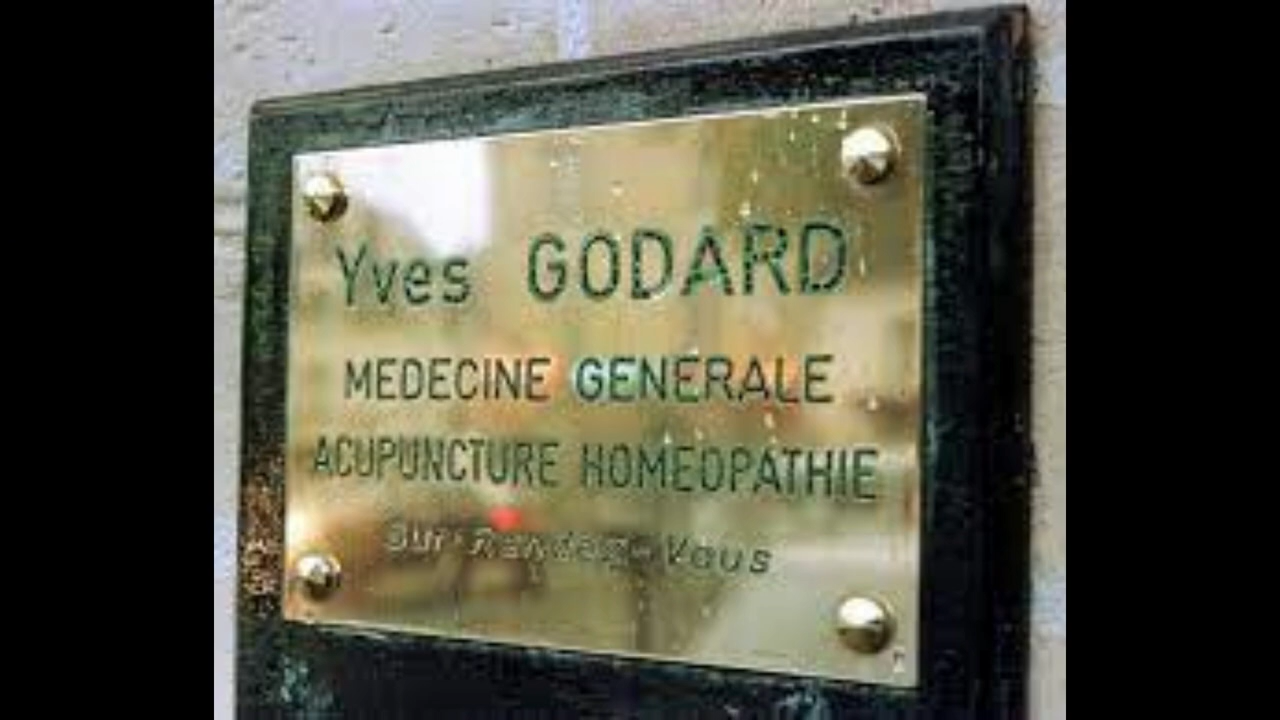 Yves GODARD
MEDECINE GENERALE
ACUPUNCTURE HOMEOPATHIE
Sur Rendez-Vous